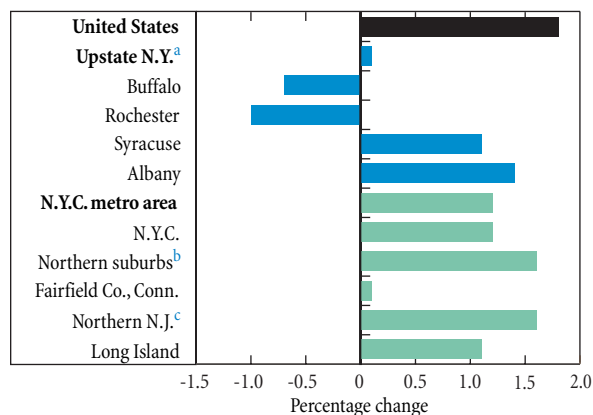 United States
Upstate N.Y.a
Buffalo
Rochester
Syracuse
Albany
N.Y.C. metro area
N.Y.C.
Northern suburbsb
Fairfield Co., Conn.
Northern N.J.c
Long Island
-1.5 -1.0 -0.5 0 0.5 1.0 1.5 2.0
Percentage change